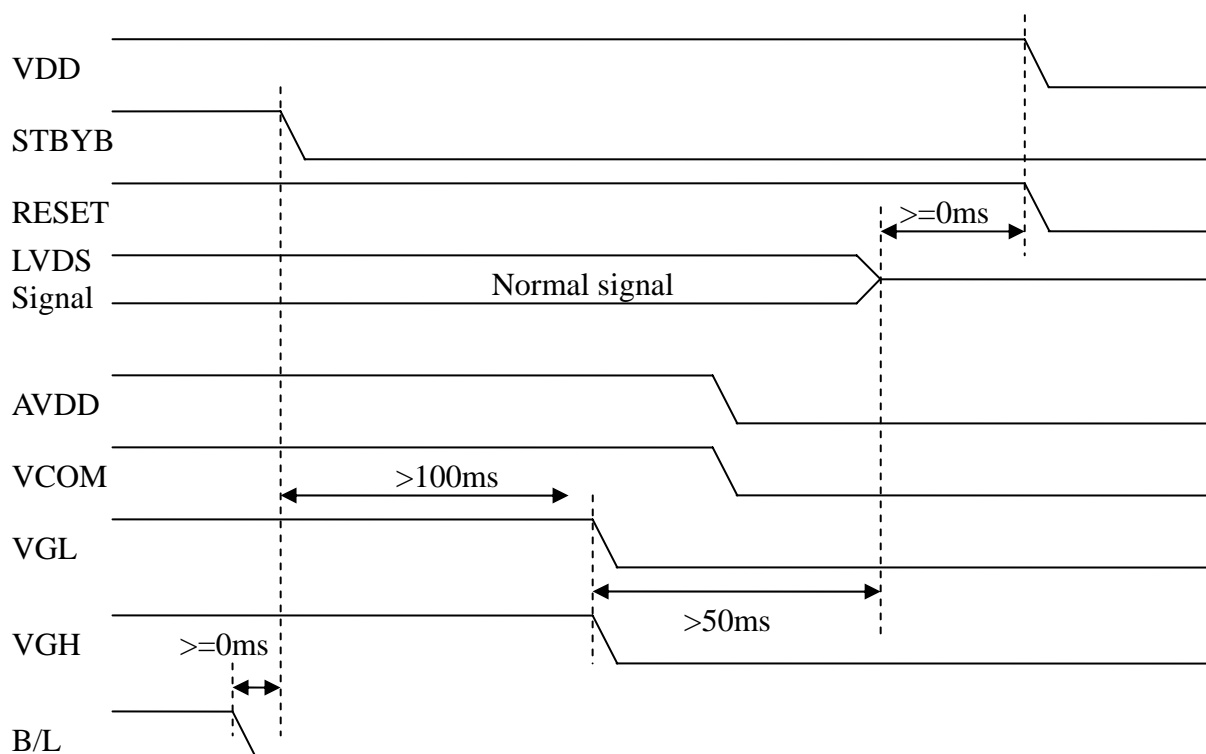 VDD
STBYB
RESET
>=0ms
LVDS
Signal
Normal signal
AVDD
VCOM
>100ms
VGL
>50ms
VGH
>=0ms
B/L